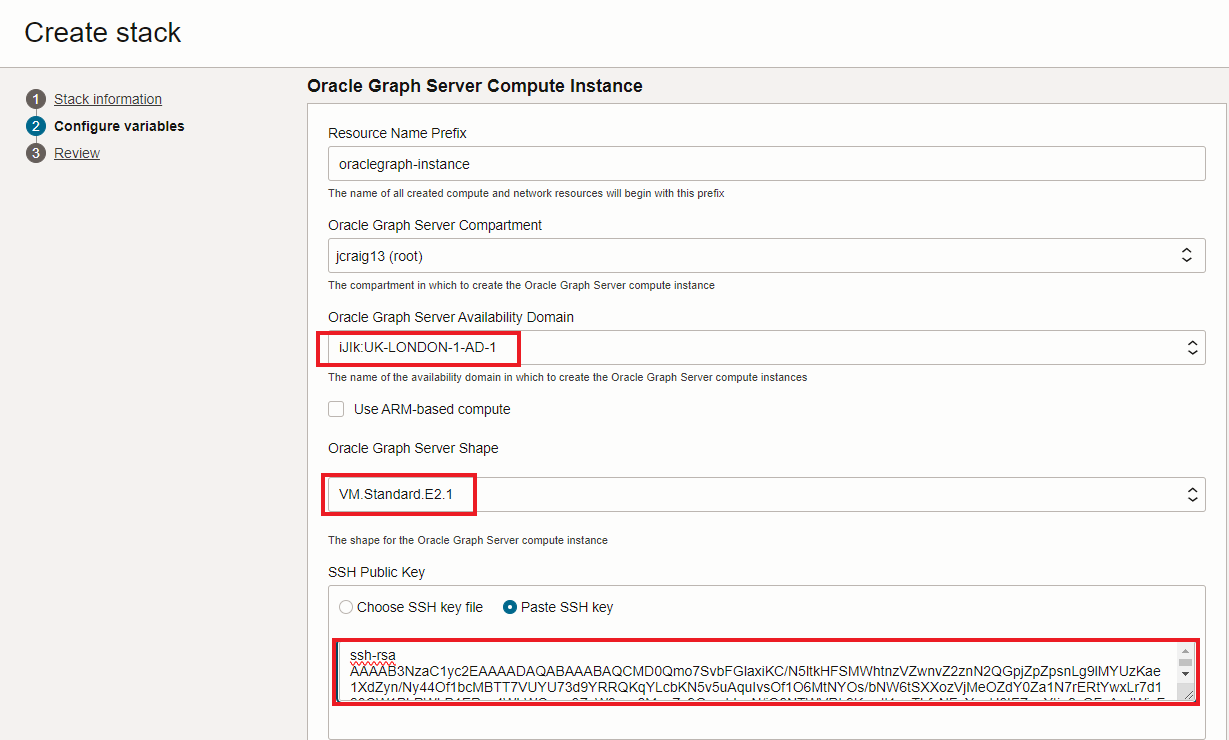 Create stack
1 Stack information
2 Configure variables
3 Review
Oracle Graph Server Compute Instance
Resource Name Prefix
oraclegraph-instance
The name of all created compute and network resources will begin with this prefix
Oracle Graph Server Compartment
jcraig13 (root)
The compartment in which to create the Oracle Graph Server compute instance
Oracle Graph Server Availability Domain
iJIk:UK-LONDON-1-AD-1
The name of the availability domain in which to create the Oracle Graph Server compute instances
Use ARM-based compute
Oracle Graph Server Shape
VM.Standard.E2.1
The shape for the Oracle Graph Server compute instance
SSH Public Key
Choose SSH key file
Paste SSH key
ssh-rsa
AAAAB3NzaC1yc2EAAAADAQABAAABAQCMD0Qmo7SvbFGlaxiKC/N5ItkHFSMWhtnzVZwnvZ2znN2QGpjZpZpsnLg9lMYUzKae
1XdZyn/Ny44Of1bcMBTT7VUYU73d9YRRQKqYLcbKN5v5uAquIvsOf1O6MtNYOs/bNW6tSXXozVjMeOZdY0Za1N7rERtYwxLr7d1